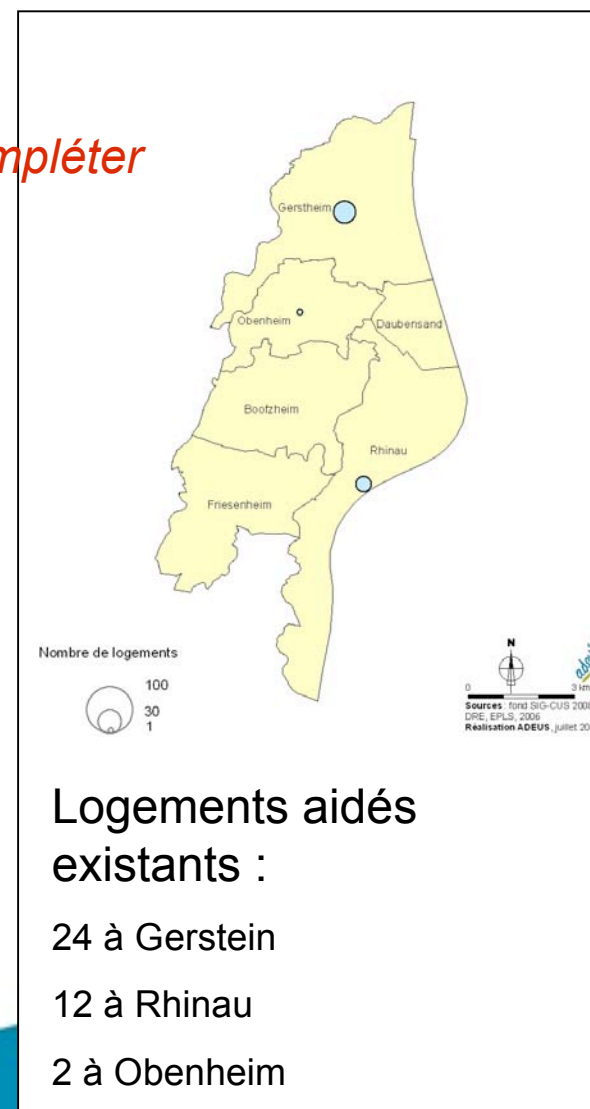 mpléter
Gerstheim
Obenheim
Daubensand
Bootzheim
Rhinau
Friesenheim
Nombre de logements
100
30
1
N
0 3 km
Sources : fond SIG-CUS 200
DRE, EPLS, 2006
Réalisation ADEUS, juillet 20
Logements aidés
existants :
24 à Gerstein
12 à Rhinau
2 à Obenheim